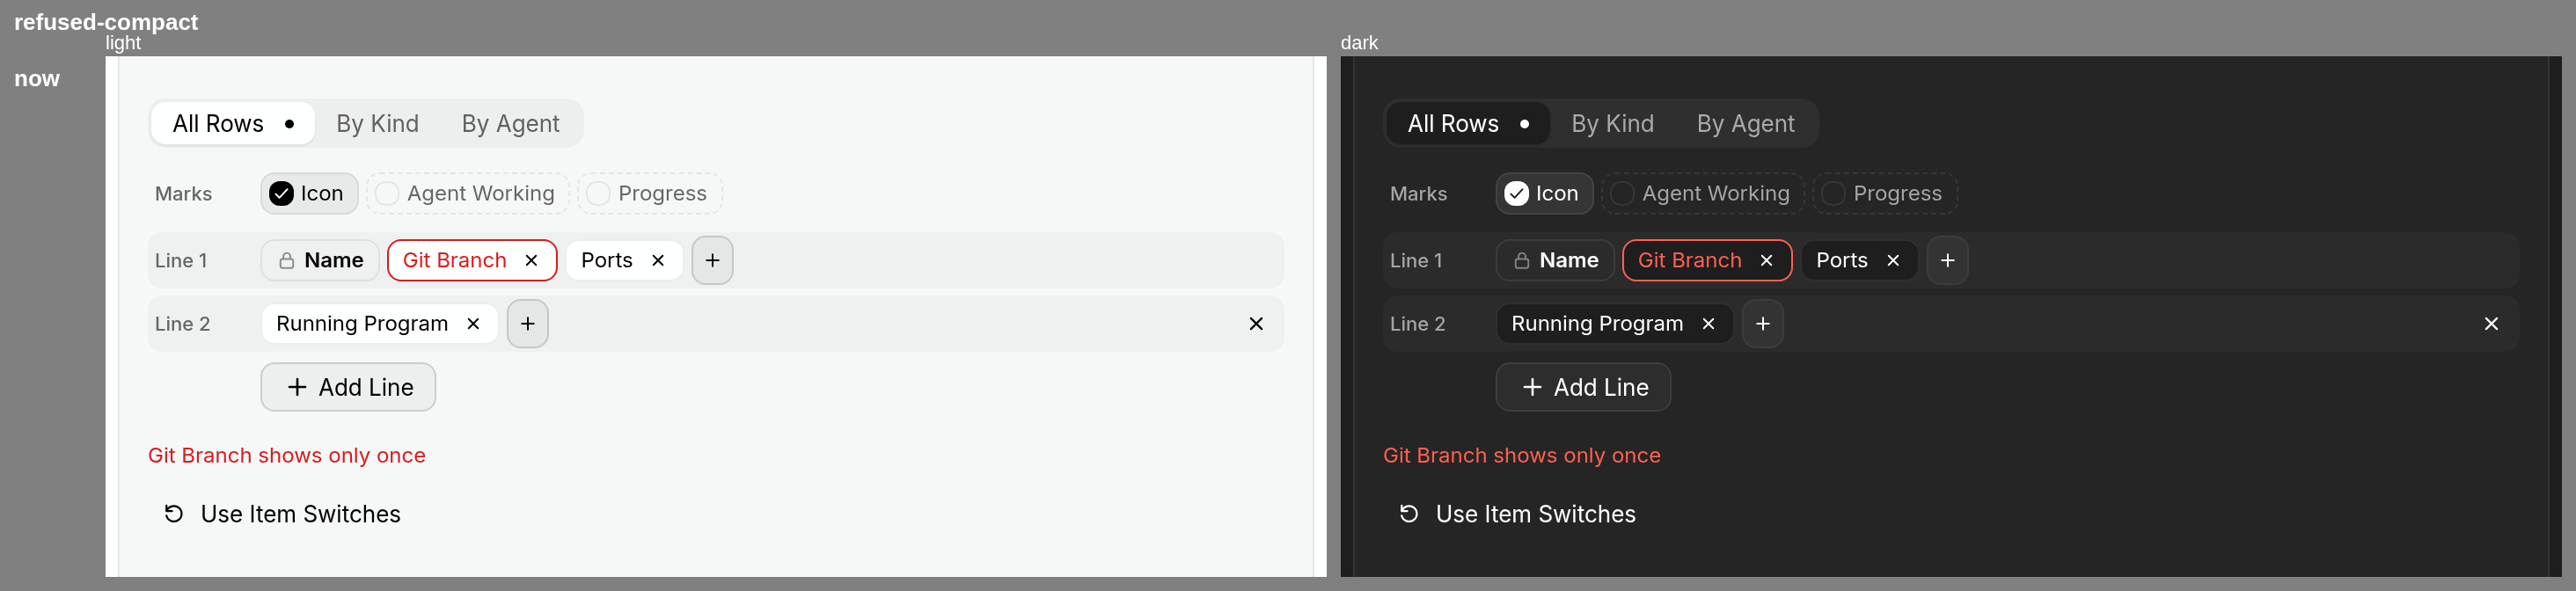 refused-compact
light
dark
now
All Rows By Kind By Agent
Marks Icon Agent Working Progress
Line 1 Name Git Branch Ports
Line 2 Running Program
Add Line
Git Branch shows only once
Use Item Switches
All Rows By Kind By Agent
Marks Icon Agent Working Progress
Line 1 Name Git Branch Ports
Line 2 Running Program
Add Line
Git Branch shows only once
Use Item Switches